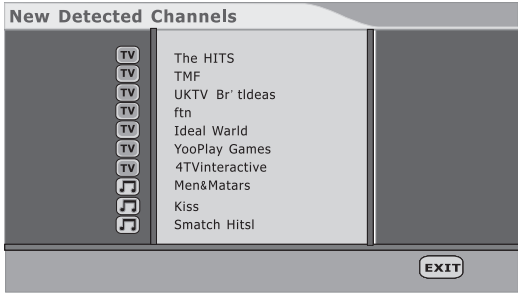 New Detected Channels
TV The HITS
TV TMF
TV UKTV Br' tIdeas
TV ftn
TV Ideal Warld
TV YooPlay Games
TV 4TVinteractive
Men&Matars
Kiss
Smatch Hitsl
EXIT